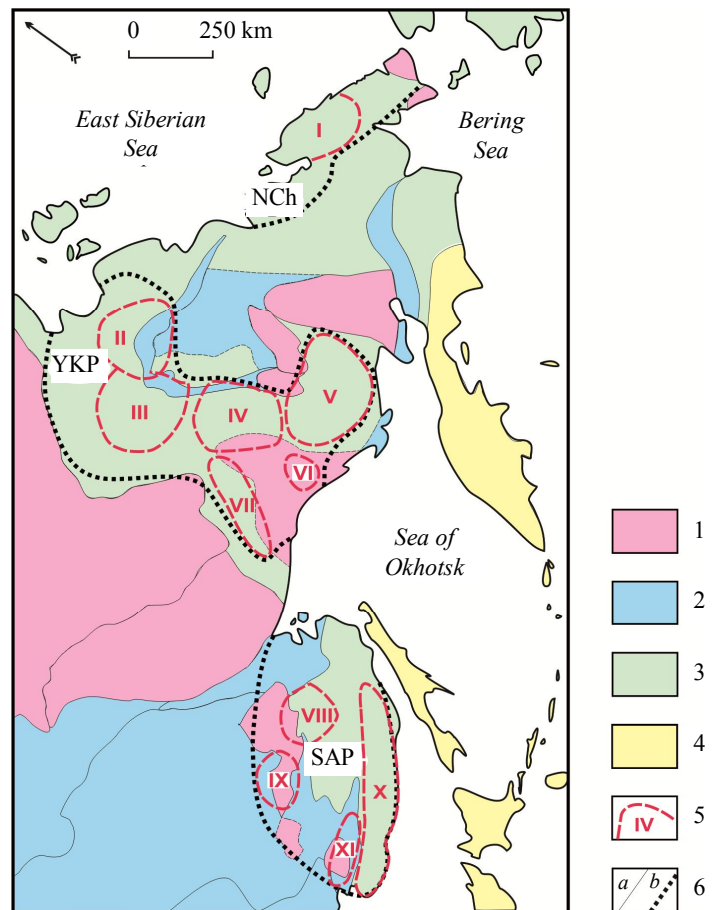 0 250 km
East Siberian
Sea
Bering
Sea
I
NCh
II
YKP
III
IV
V
VI
VII
Sea of
Okhotsk
VIII
SAP
IX
X
XI
1
2
3
4
IV 5
a b 6